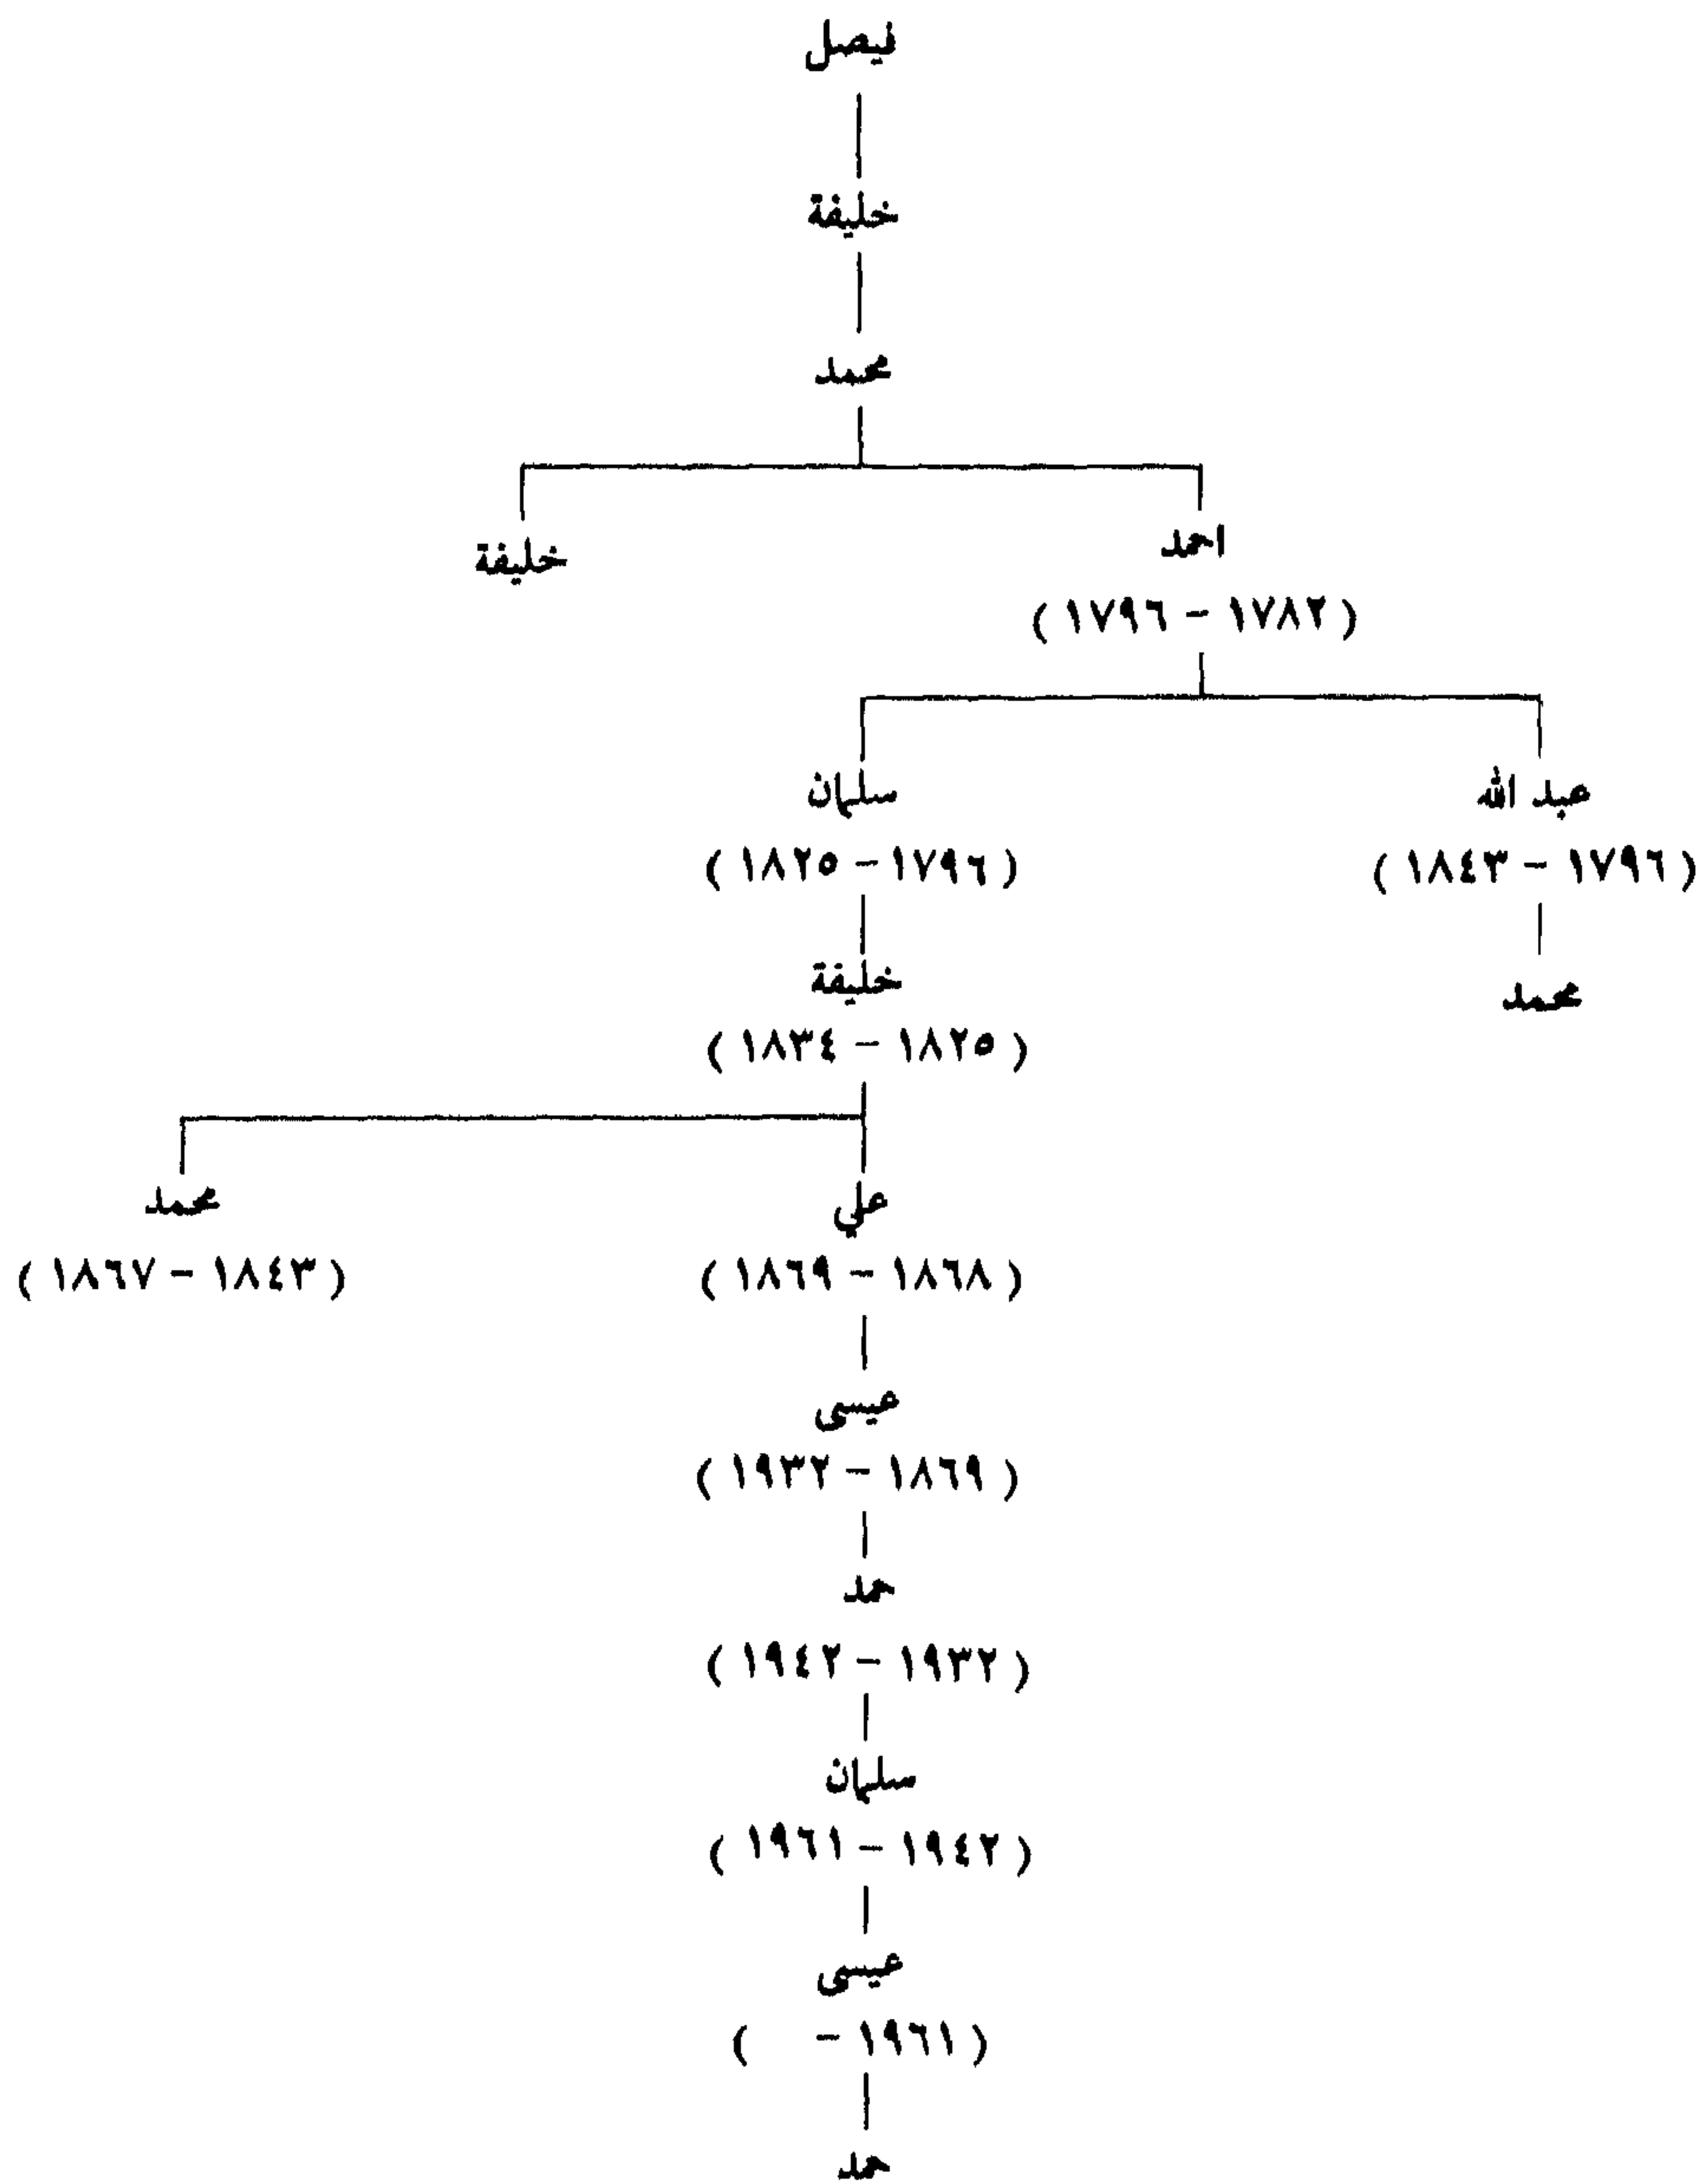 فيصل
خليفة
محمد
احمد
(١٧٨٢ - ١٧٩٦)
خليفة
عبد الله
(١٧٩٦ - ١٨٤٣)
سلمان
(١٧٩٦ - ١٨٢٥)
محمد
خليفة
(١٨٢٥ - ١٨٣٤)
علي
(١٨٦٨ - ١٨٦٩)
محمد
(١٨٤٣ - ١٨٦٧)
عيسى
(١٨٦٩ - ١٩٣٢)
حمد
(١٩٣٢ - ١٩٤٢)
سلمان
(١٩٤٢ - ١٩٦١)
عيسى
(١٩٦١ - )
حمد